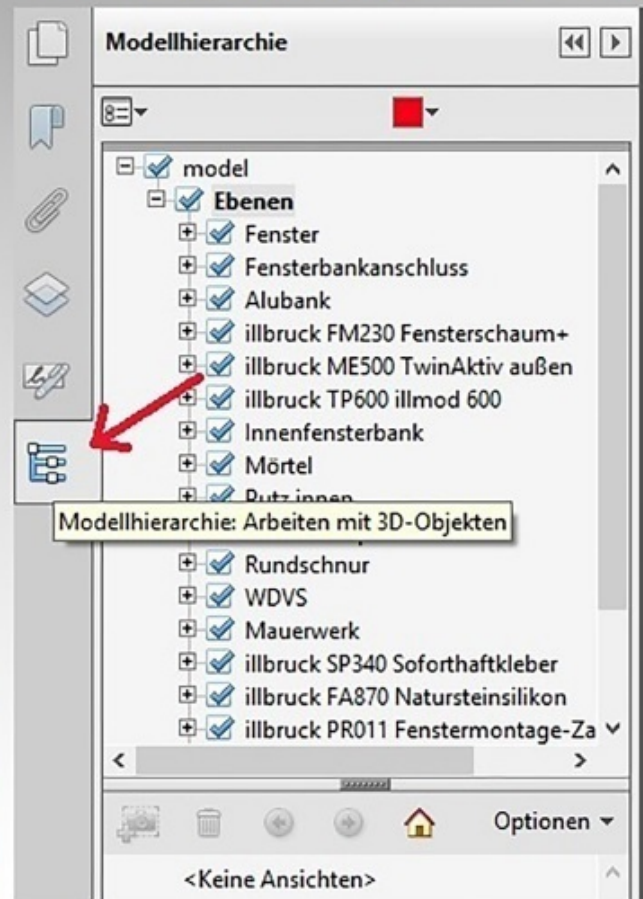 Modellhierarchie
model
Ebenen
Fenster
Fensterbankanschluss
Alubank
illbruck FM230 Fensterschaum+
illbruck ME500 TwinAktiv außen
illbruck TP600 illmod 600
Innenfensterbank
Mörtel
Putz innen
Modellhierarchie: Arbeiten mit 3D-Objekten
Rundschnur
WDVS
Mauerwerk
illbruck SP340 Soforthaftkleber
illbruck FA870 Natursteinsilikon
illbruck PR011 Fenstermontage-Za
Optionen
<Keine Ansichten>